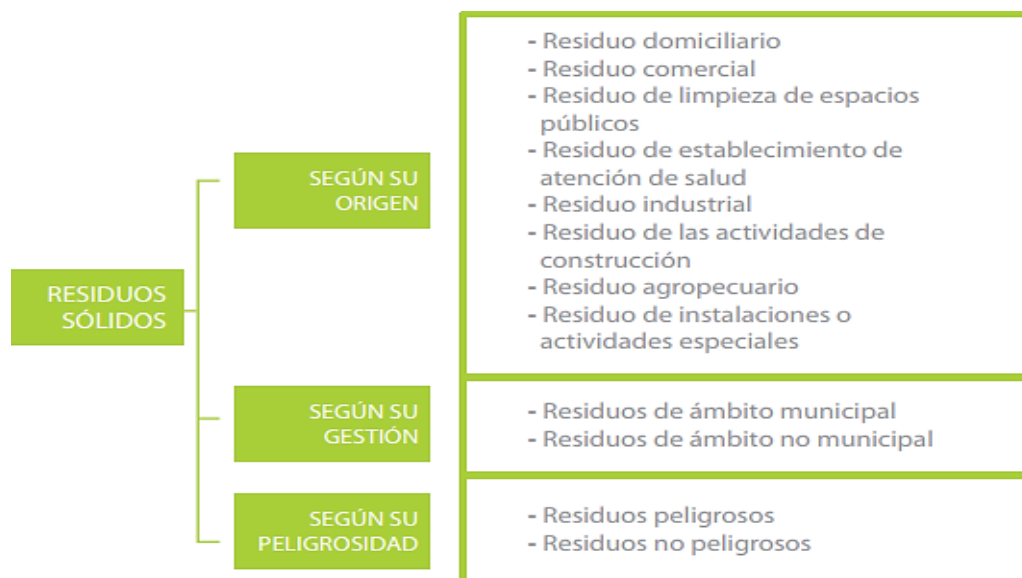 RESIDUOS
SÓLIDOS
SEGÚN SU
ORIGEN
- Residuo domiciliario
- Residuo comercial
- Residuo de limpieza de espacios
públicos
- Residuo de establecimiento de
atención de salud
- Residuo industrial
- Residuo de las actividades de
construcción
- Residuo agropecuario
- Residuo de instalaciones o
actividades especiales
SEGÚN SU
GESTIÓN
- Residuos de ámbito municipal
- Residuos de ámbito no municipal
SEGÚN SU
PELIGROSIDAD
- Residuos peligrosos
- Residuos no peligrosos